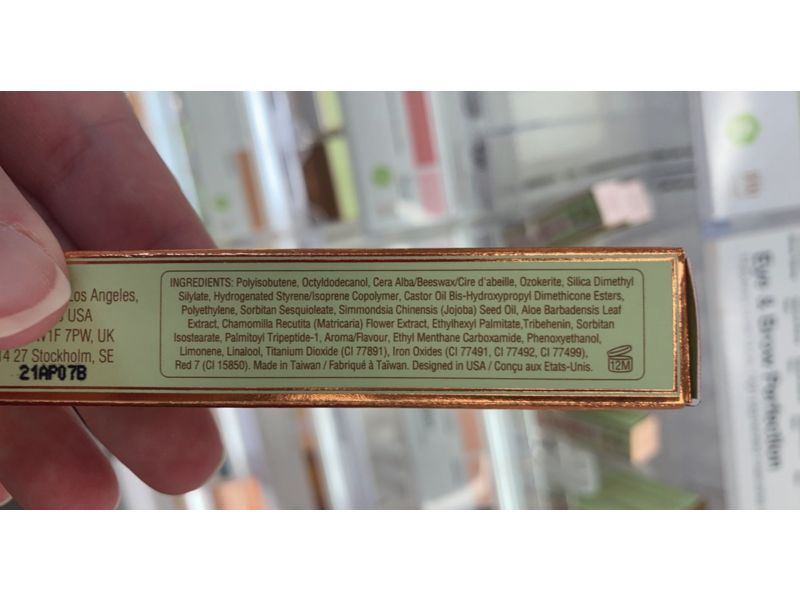 Los Angeles,
USA
W1F 7PW, UK
14 27 Stockholm, SE
21AP07B
INGREDIENTS: Polyisobutene, Octyldodecanol, Cera Alba/Beeswax/Cire d'abeille, Ozokerite, Silica Dimethyl
Silylate, Hydrogenated Styrene/Isoprene Copolymer, Castor Oil Bis-Hydroxypropyl Dimethicone Esters,
Polyethylene, Sorbitan Sesquioleate, Simmondsia Chinensis (Jojoba) Seed Oil, Aloe Barbadensis Leaf
Extract, Chamomilla Recutita (Matricaria) Flower Extract, Ethylhexyl Palmitate,Tribehenin, Sorbitan
Isostearate, Palmitoyl Tripeptide-1, Aroma/Flavour, Ethyl Menthane Carboxamide, Phenoxyethanol,
Limonene, Linalool, Titanium Dioxide (CI 77891), Iron Oxides (CI 77491, CI 77492, CI 77499),
Red 7 (CI 15850). Made in Taiwan / Fabriqué à Taïwan. Designed in USA / Conçu aux Etats-Unis.
12M
Eye & Brow Perfection